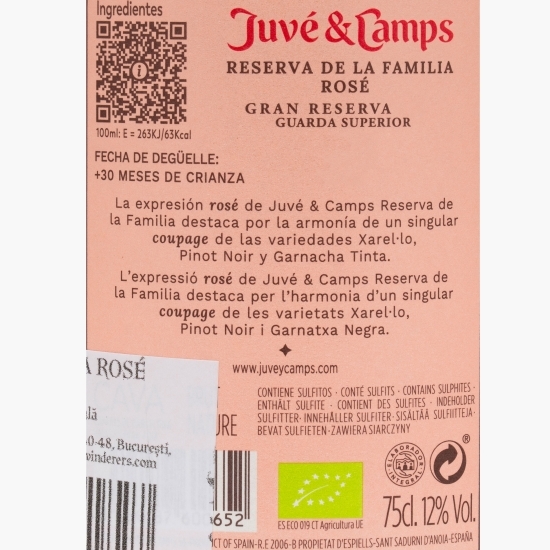 Ingredientes
100ml: E = 263KJ/63Kcal
Juvé & Camps
RESERVA DE LA FAMILIA
ROSÉ
GRAN RESERVA
GUARDA SUPERIOR
FECHA DE DEGÜELLE:
+30 MESES DE CRIANZA
La expresión rosé de Juvé & Camps Reserva de
la Familia destaca por la armonía de un singular
coupage de las variedades Xarel·lo,
Pinot Noir y Garnacha Tinta.
L'expressió rosé de Juvé & Camps Reserva de
la Familia destaca per l'harmonia d'un singular
coupage de les varietats Xarel·lo,
Pinot Noir i Garnatxa Negra.
www.juveycamps.com
A ROSÉ
0-48, București,
winderers.com
URE
CONTIENE SULFITOS · CONTÉ SULFITS · CONTAINS SULPHITES ·
ENTHÄLT SULFITE · CONTIENT DES SULFITES · INDEHOLDER
SULFITTER· INNEHÅLLER SULFITER· SISÄLTÄÄ SULFIITTEJA·
BEVAT SULFIETEN · ZAWIERA SIARCZYNY
ELABORADOR
INTEGRAL
®
652
ES ECO 019 CT Agricultura UE
75cl. 12% Vol.
CT OF SPAIN-R.E 2006-B PROPIETAT D'ESPIELLS-SANT SADURNI D'ANOIA-ESPAÑA